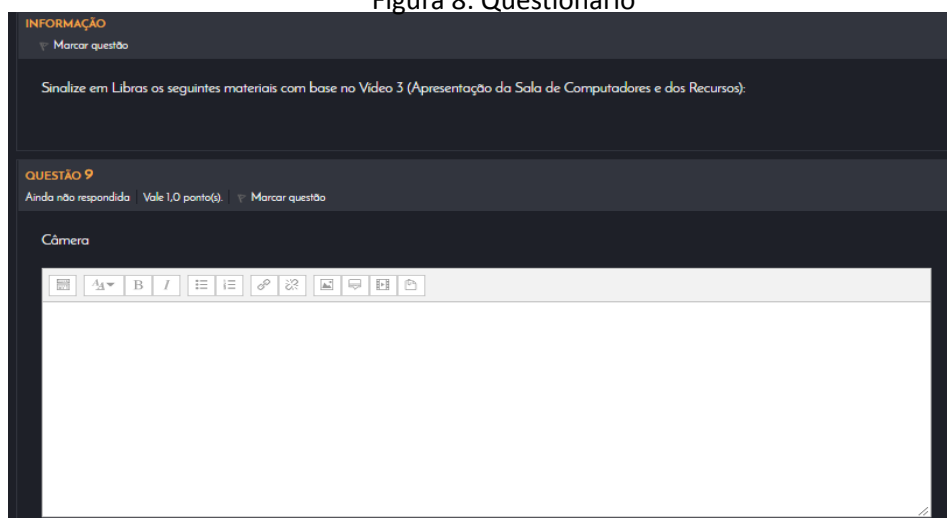 Figura 8: Questionário
INFORMAÇÃO
Marcar questão
Sinalize em Libras os seguintes materiais com base no Vídeo 3 (Apresentação da Sala de Computadores e dos Recursos):
QUESTÃO 9
Ainda não respondida Vale 1,0 ponto(s). Marcar questão
Câmera
B I